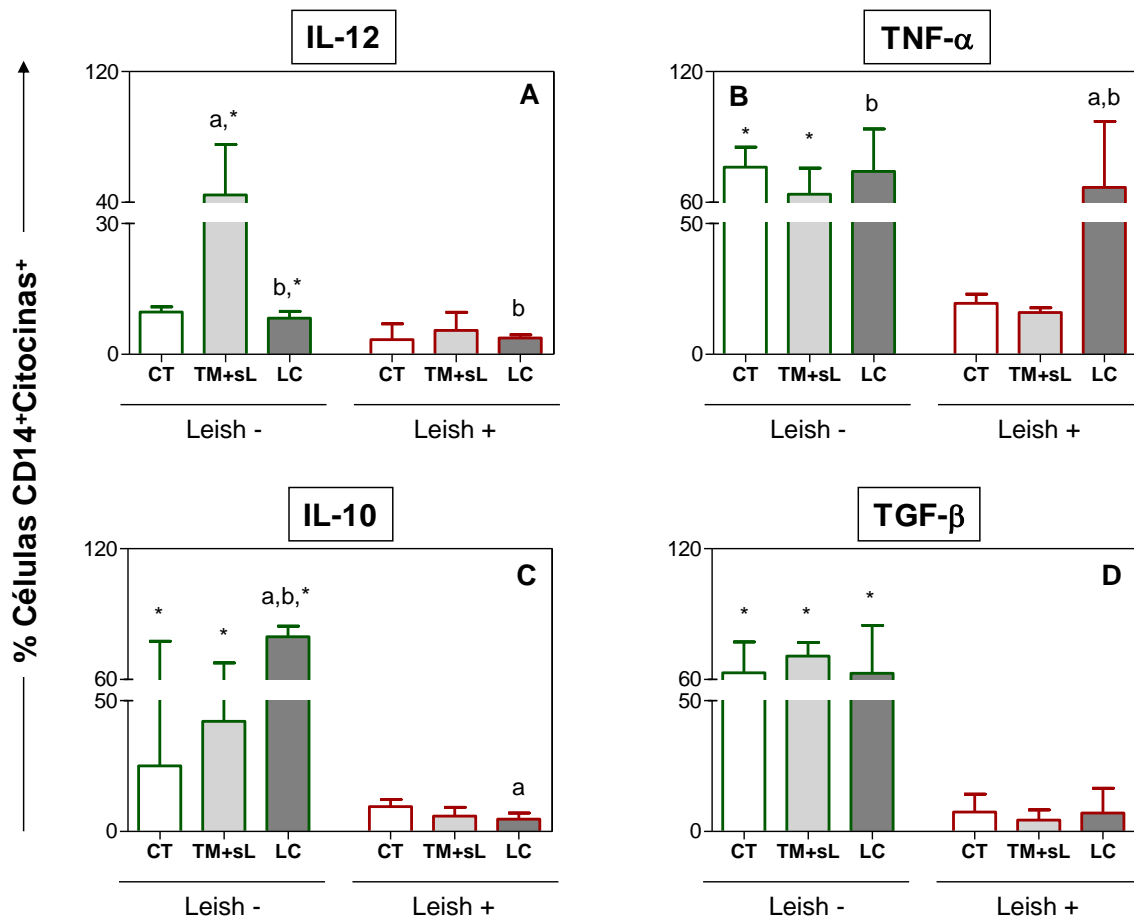 % Células CD14⁺Citocinas⁺
IL-12
120
40
30
0
A
a,*
b,*
b
CT TM+sL LC CT TM+sL LC
Leish - Leish +
TNF-α
120
60
50
0
B
* * b a,b
CT TM+sL LC CT TM+sL LC
Leish - Leish +
IL-10
120
60
50
0
C
* * a,b,* a
CT TM+sL LC CT TM+sL LC
Leish - Leish +
TGF-β
120
60
50
0
D
* * *
CT TM+sL LC CT TM+sL LC
Leish - Leish +